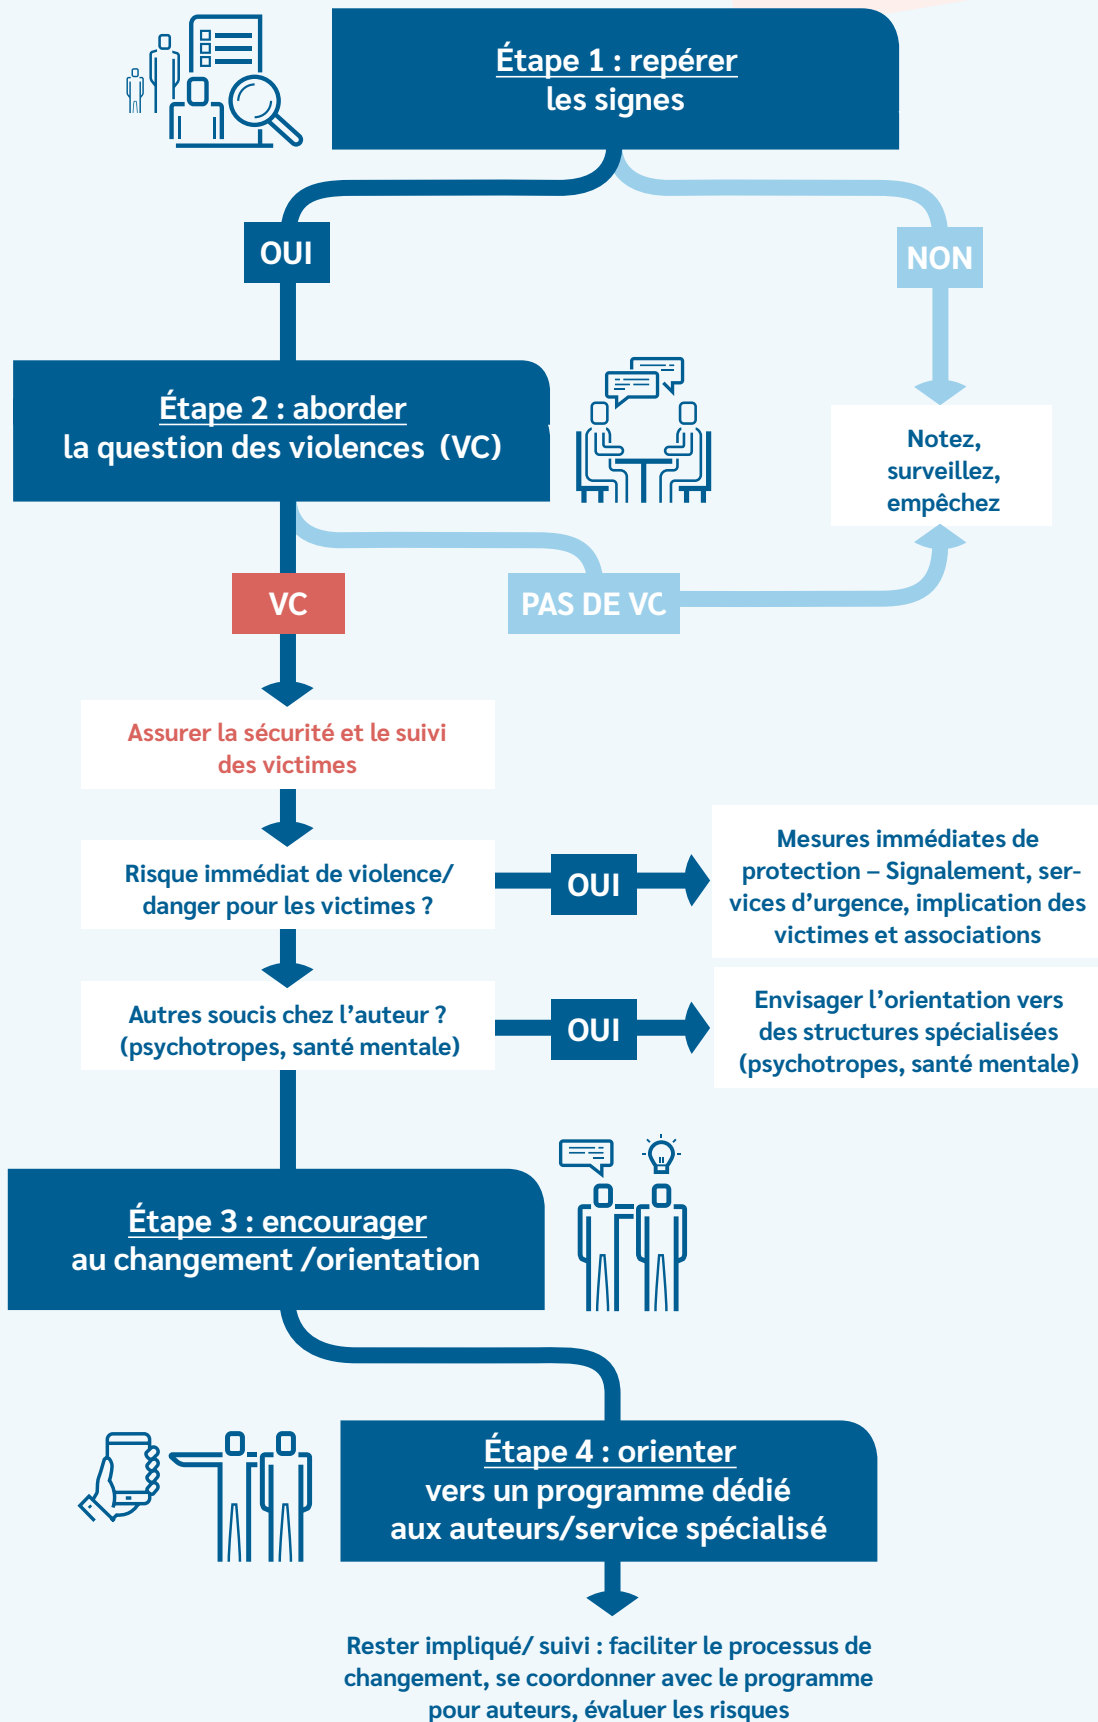 Étape 1 : repérer
les signes
OUI
NON
Étape 2 : aborder
la question des violences (VC)
Notez,
surveillez,
empêchez
VC
PAS DE VC
Assurer la sécurité et le suivi
des victimes
Risque immédiat de violence/
danger pour les victimes ?
OUI
Mesures immédiates de
protection – Signalement, ser-
vices d’urgence, implication des
victimes et associations
Autres soucis chez l’auteur ?
(psychotropes, santé mentale)
OUI
Envisager l’orientation vers
des structures spécialisées
(psychotropes, santé mentale)
Étape 3 : encourager
au changement /orientation
Étape 4 : orienter
vers un programme dédié
aux auteurs/service spécialisé
Rester impliqué/ suivi : faciliter le processus de
changement, se coordonner avec le programme
pour auteurs, évaluer les risques